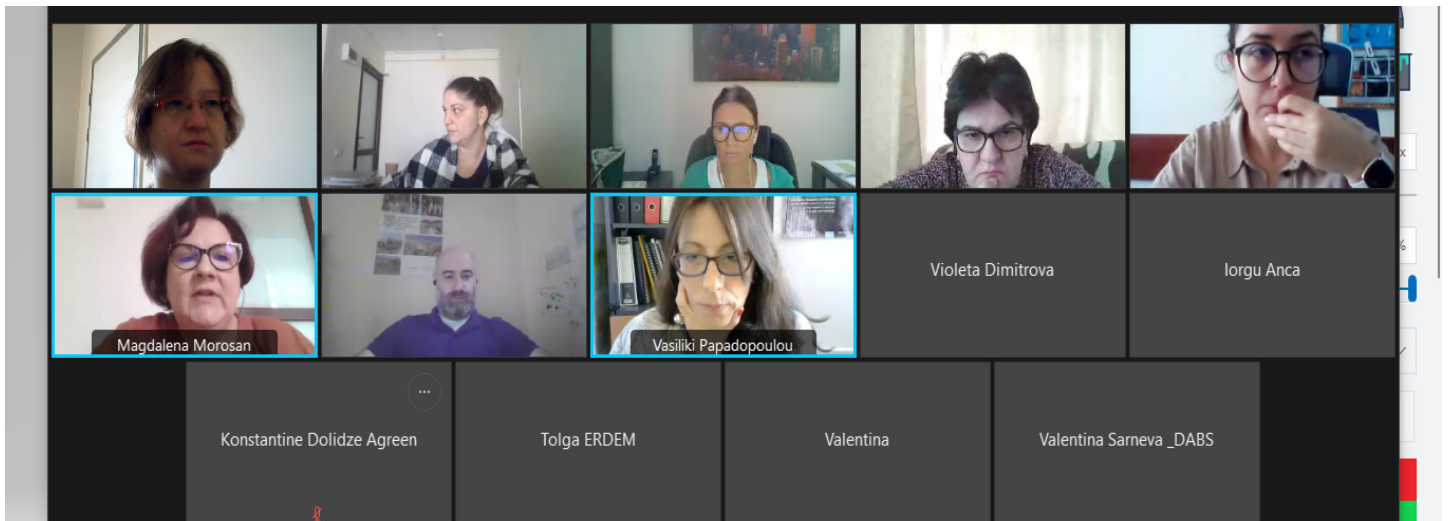 Magdalena Morosan
Vasiliki Papadopoulou
Violeta Dimitrova
Iorgu Anca
Konstantine Dolidze Agreen
Tolga ERDEM
Valentina
Valentina Sarneva _DABS
x
%